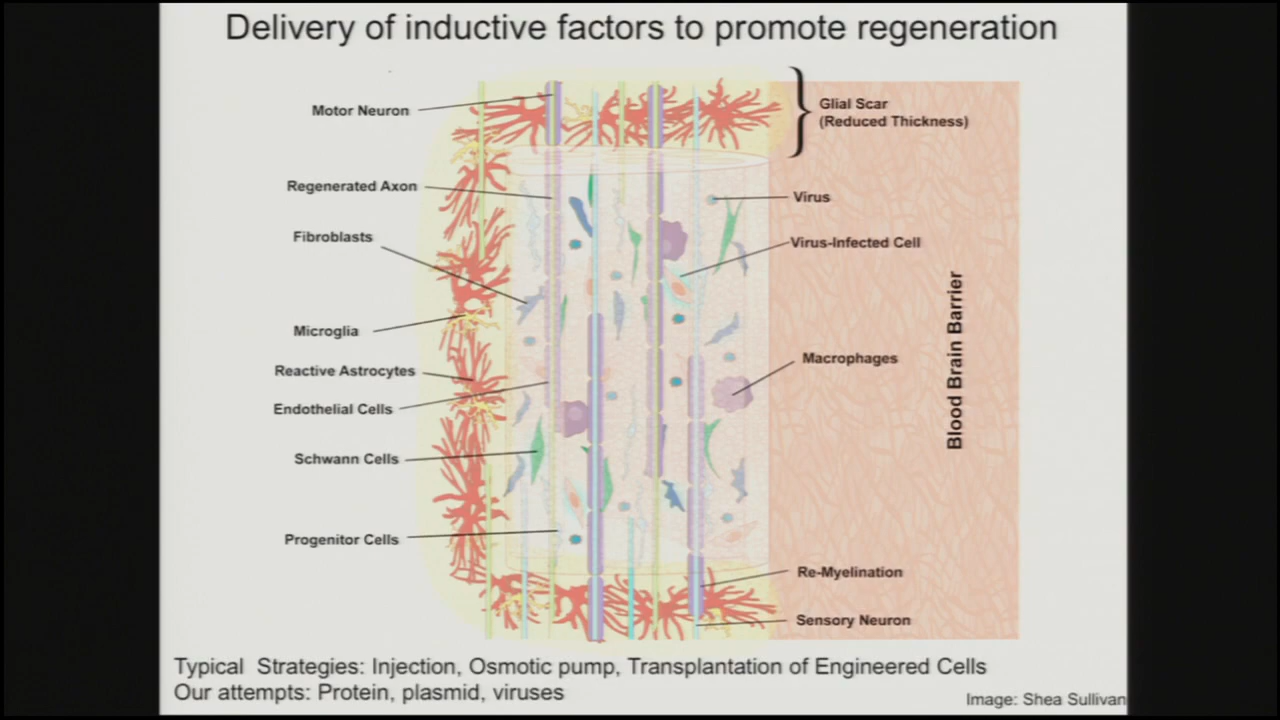 Delivery of inductive factors to promote regeneration
Motor Neuron
Glial Scar
(Reduced Thickness)
Regenerated Axon
Virus
Fibroblasts
Virus-Infected Cell
Microglia
Macrophages
Reactive Astrocytes
Endothelial Cells
Blood Brain Barrier
Schwann Cells
Progenitor Cells
Re-Myelination
Sensory Neuron
Typical Strategies: Injection, Osmotic pump, Transplantation of Engineered Cells
Our attempts: Protein, plasmid, viruses
Image: Shea Sullivan